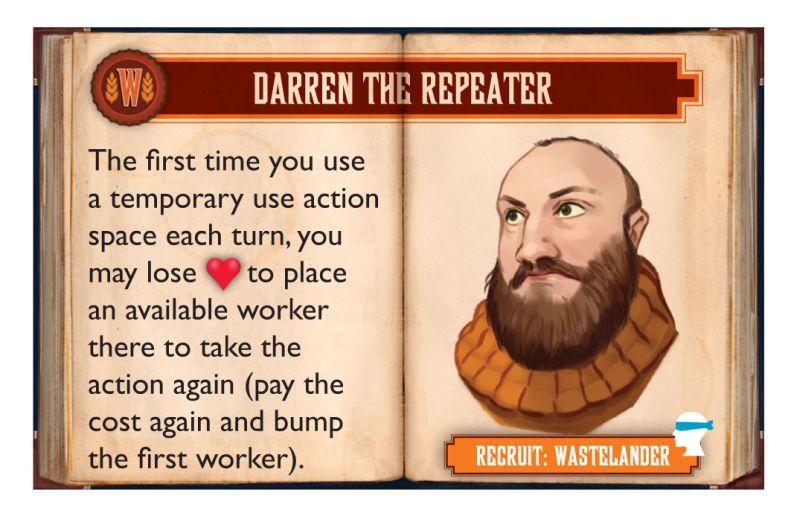 W
DARREN THE REPEATER
The first time you use
a temporary use action
space each turn, you
may lose ❤ to place
an available worker
there to take the
action again (pay the
cost again and bump
the first worker).
RECRUIT: WASTELANDER